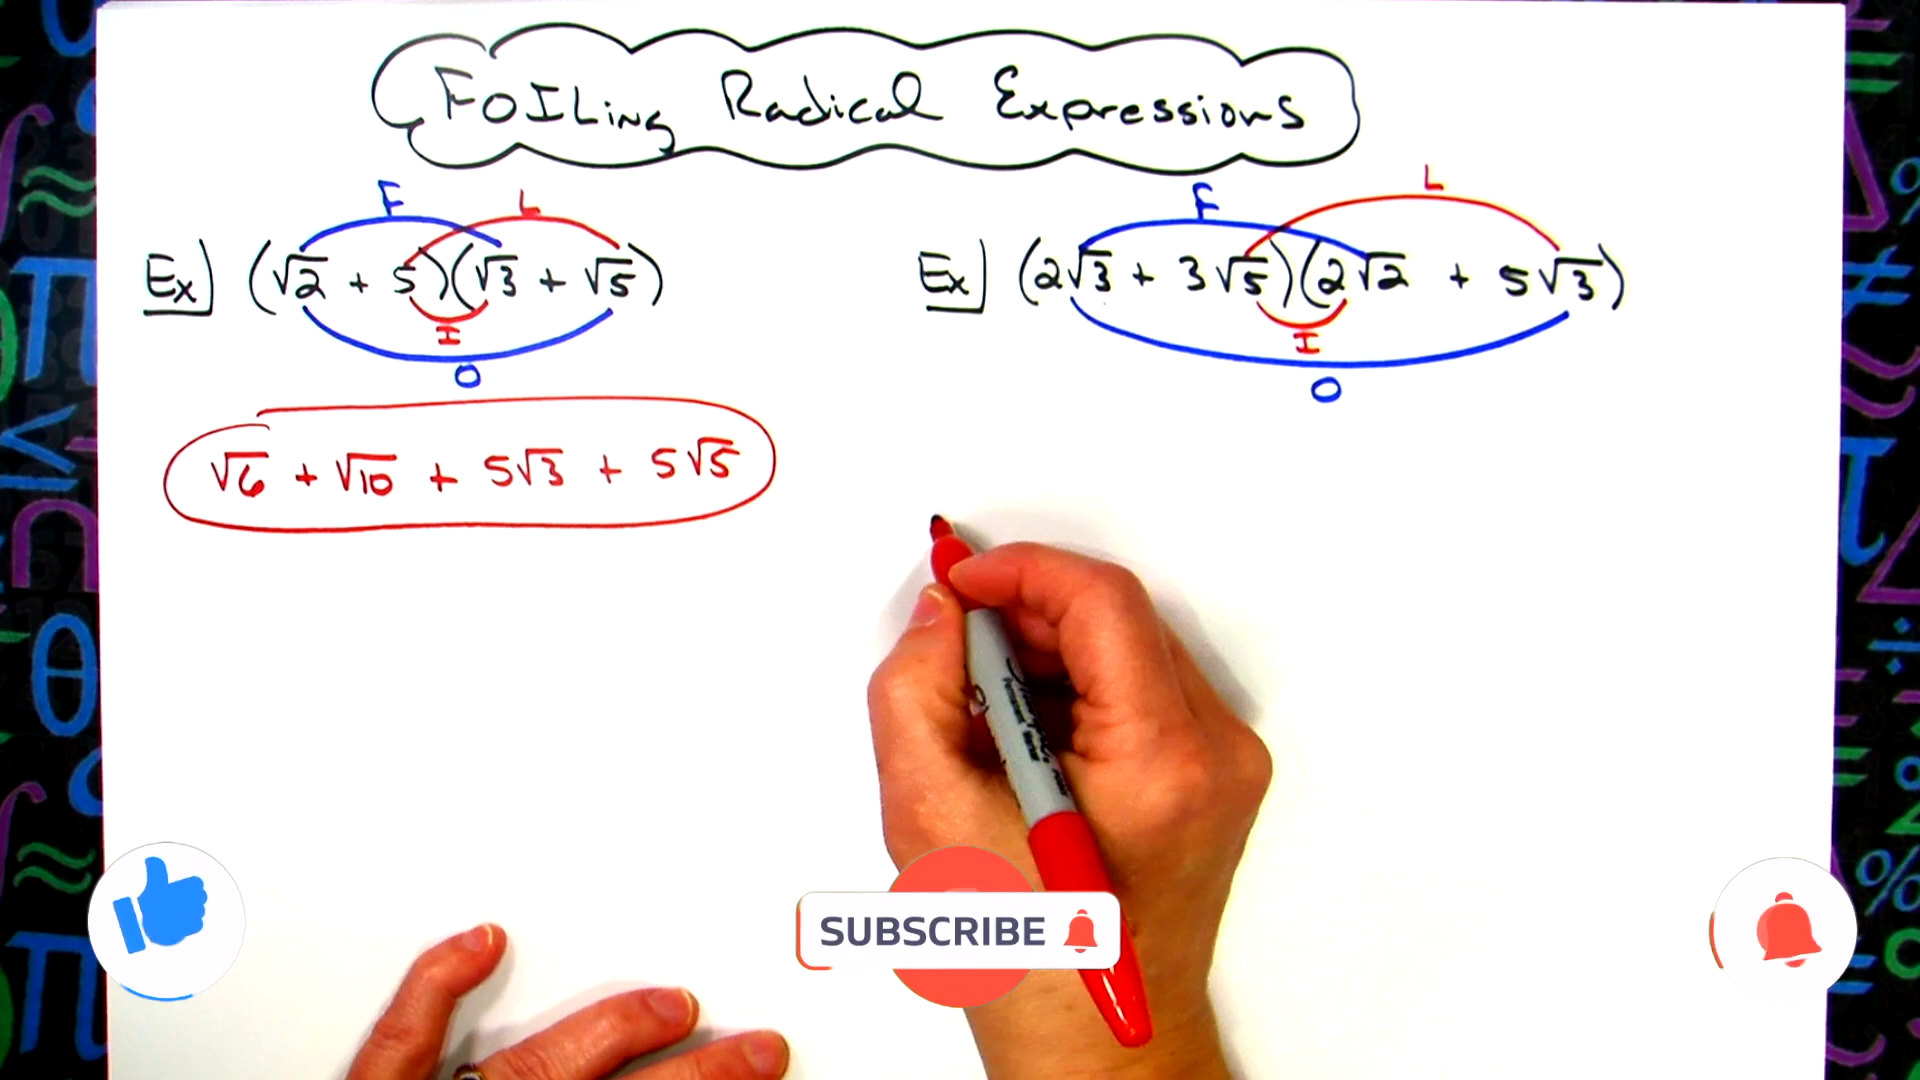 FOILing Radical Expressions
F L
Ex) (√2 + 5)(√3 + √5)
I
O
√6 + √10 + 5√3 + 5√5
F L
Ex) (2√3 + 3√5)(2√2 + 5√3)
I
O
SUBSCRIBE